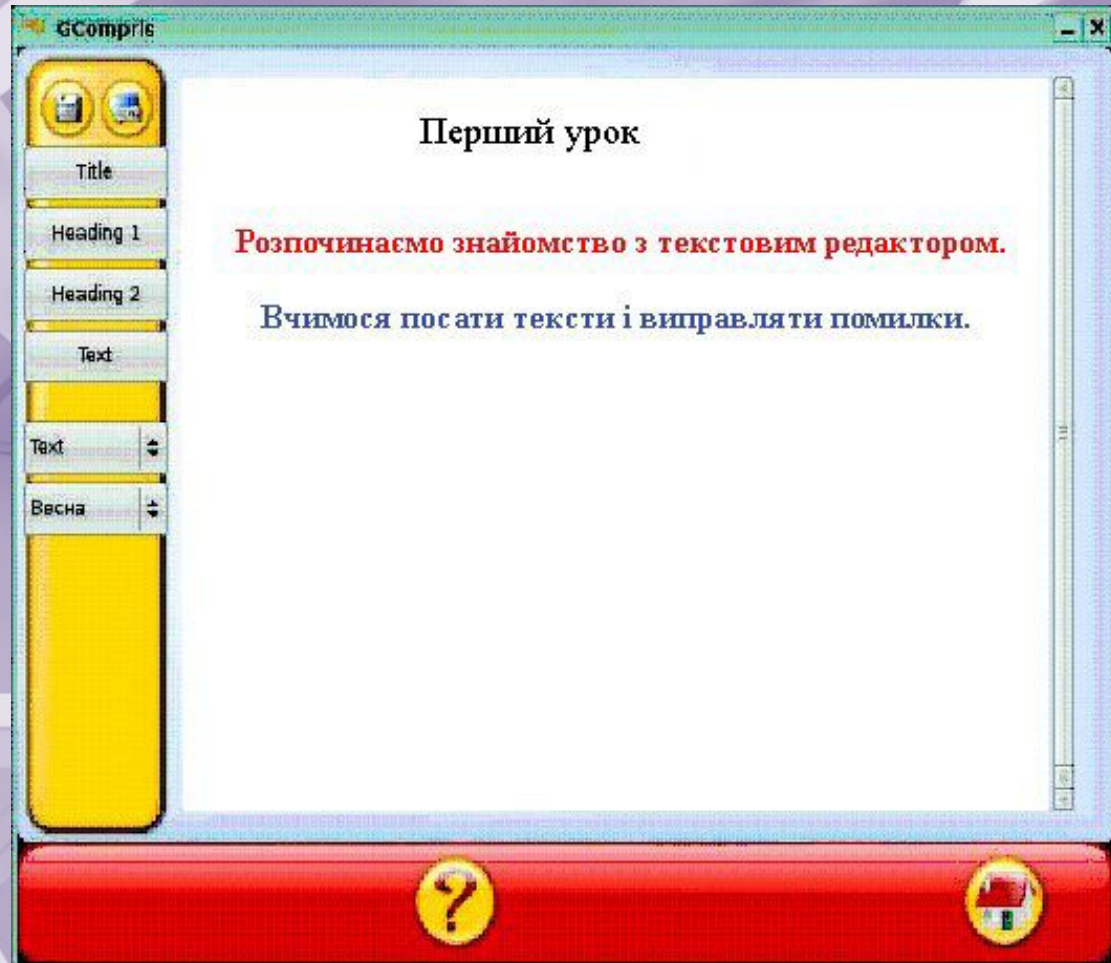 GCompris
Title
Heading 1
Heading 2
Text
Text
Весна
Перший урок
Розпочинаємо знайомство з текстовим редактором.
Вчимося посати тексти і виправляти помилки.
?